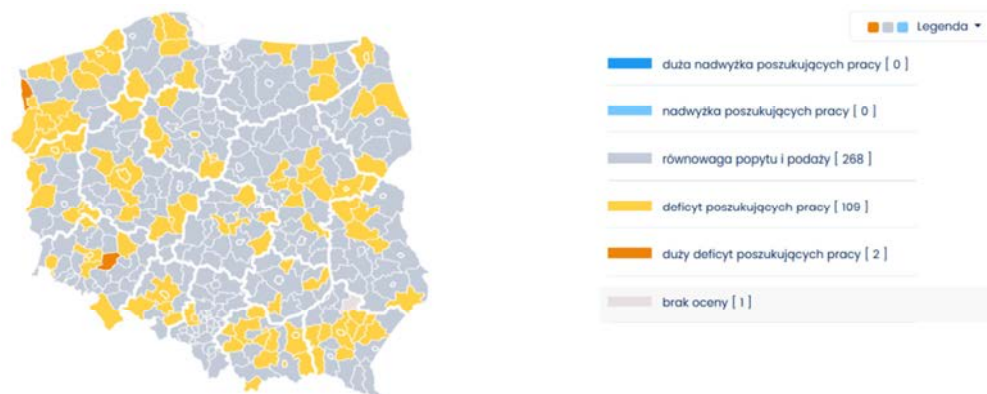 Legenda
duża nadwyżka poszukujących pracy [ 0 ]
nadwyżka poszukujących pracy [ 0 ]
równowaga popytu i podaży [ 268 ]
deficyt poszukujących pracy [ 109 ]
duży deficyt poszukujących pracy [ 2 ]
brak oceny [ 1 ]